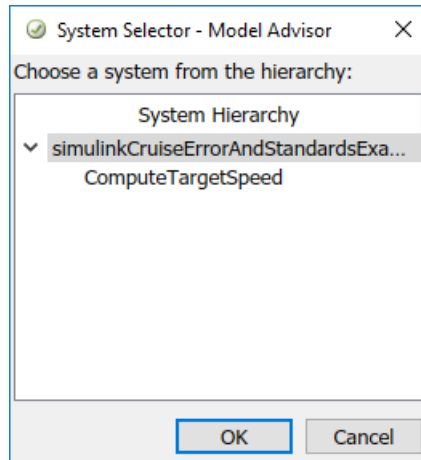 System Selector - Model Advisor
Choose a system from the hierarchy:
System Hierarchy
simulinkCruiseErrorAndStandardsExa...
ComputeTargetSpeed
OK Cancel